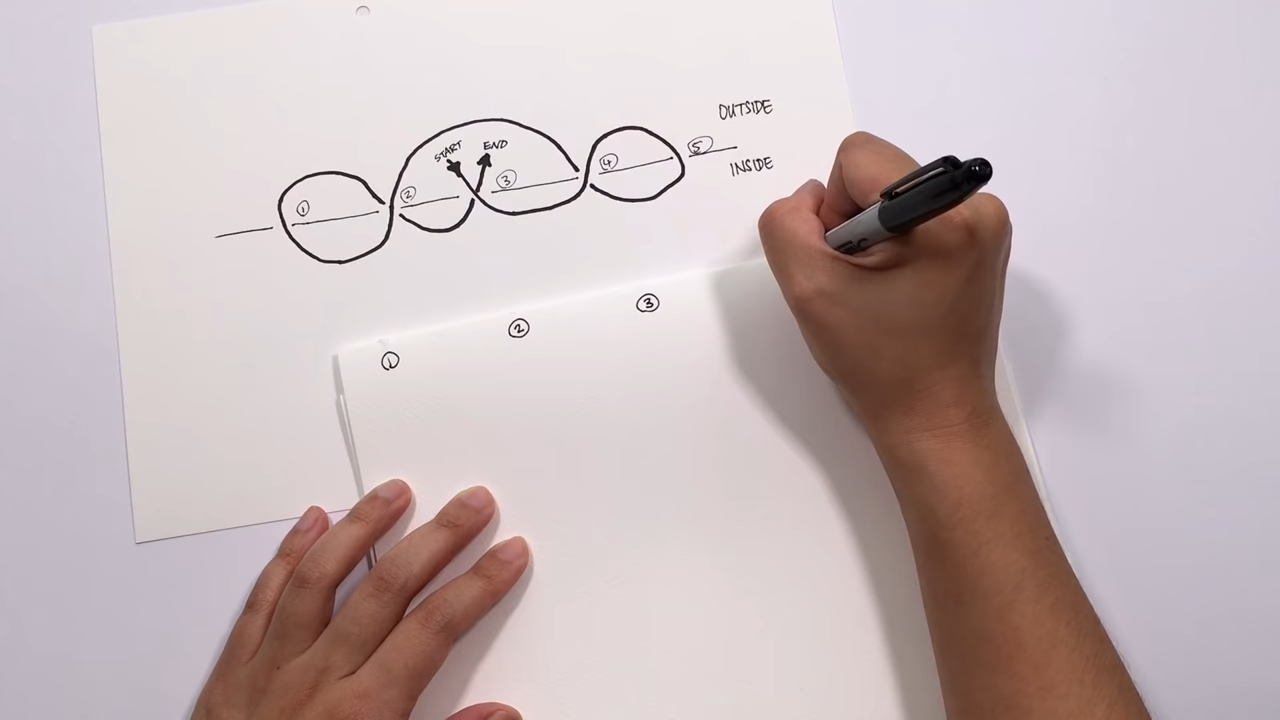 OUTSIDE
START END
④ ⑤
① ② ③ INSIDE
① ② ③